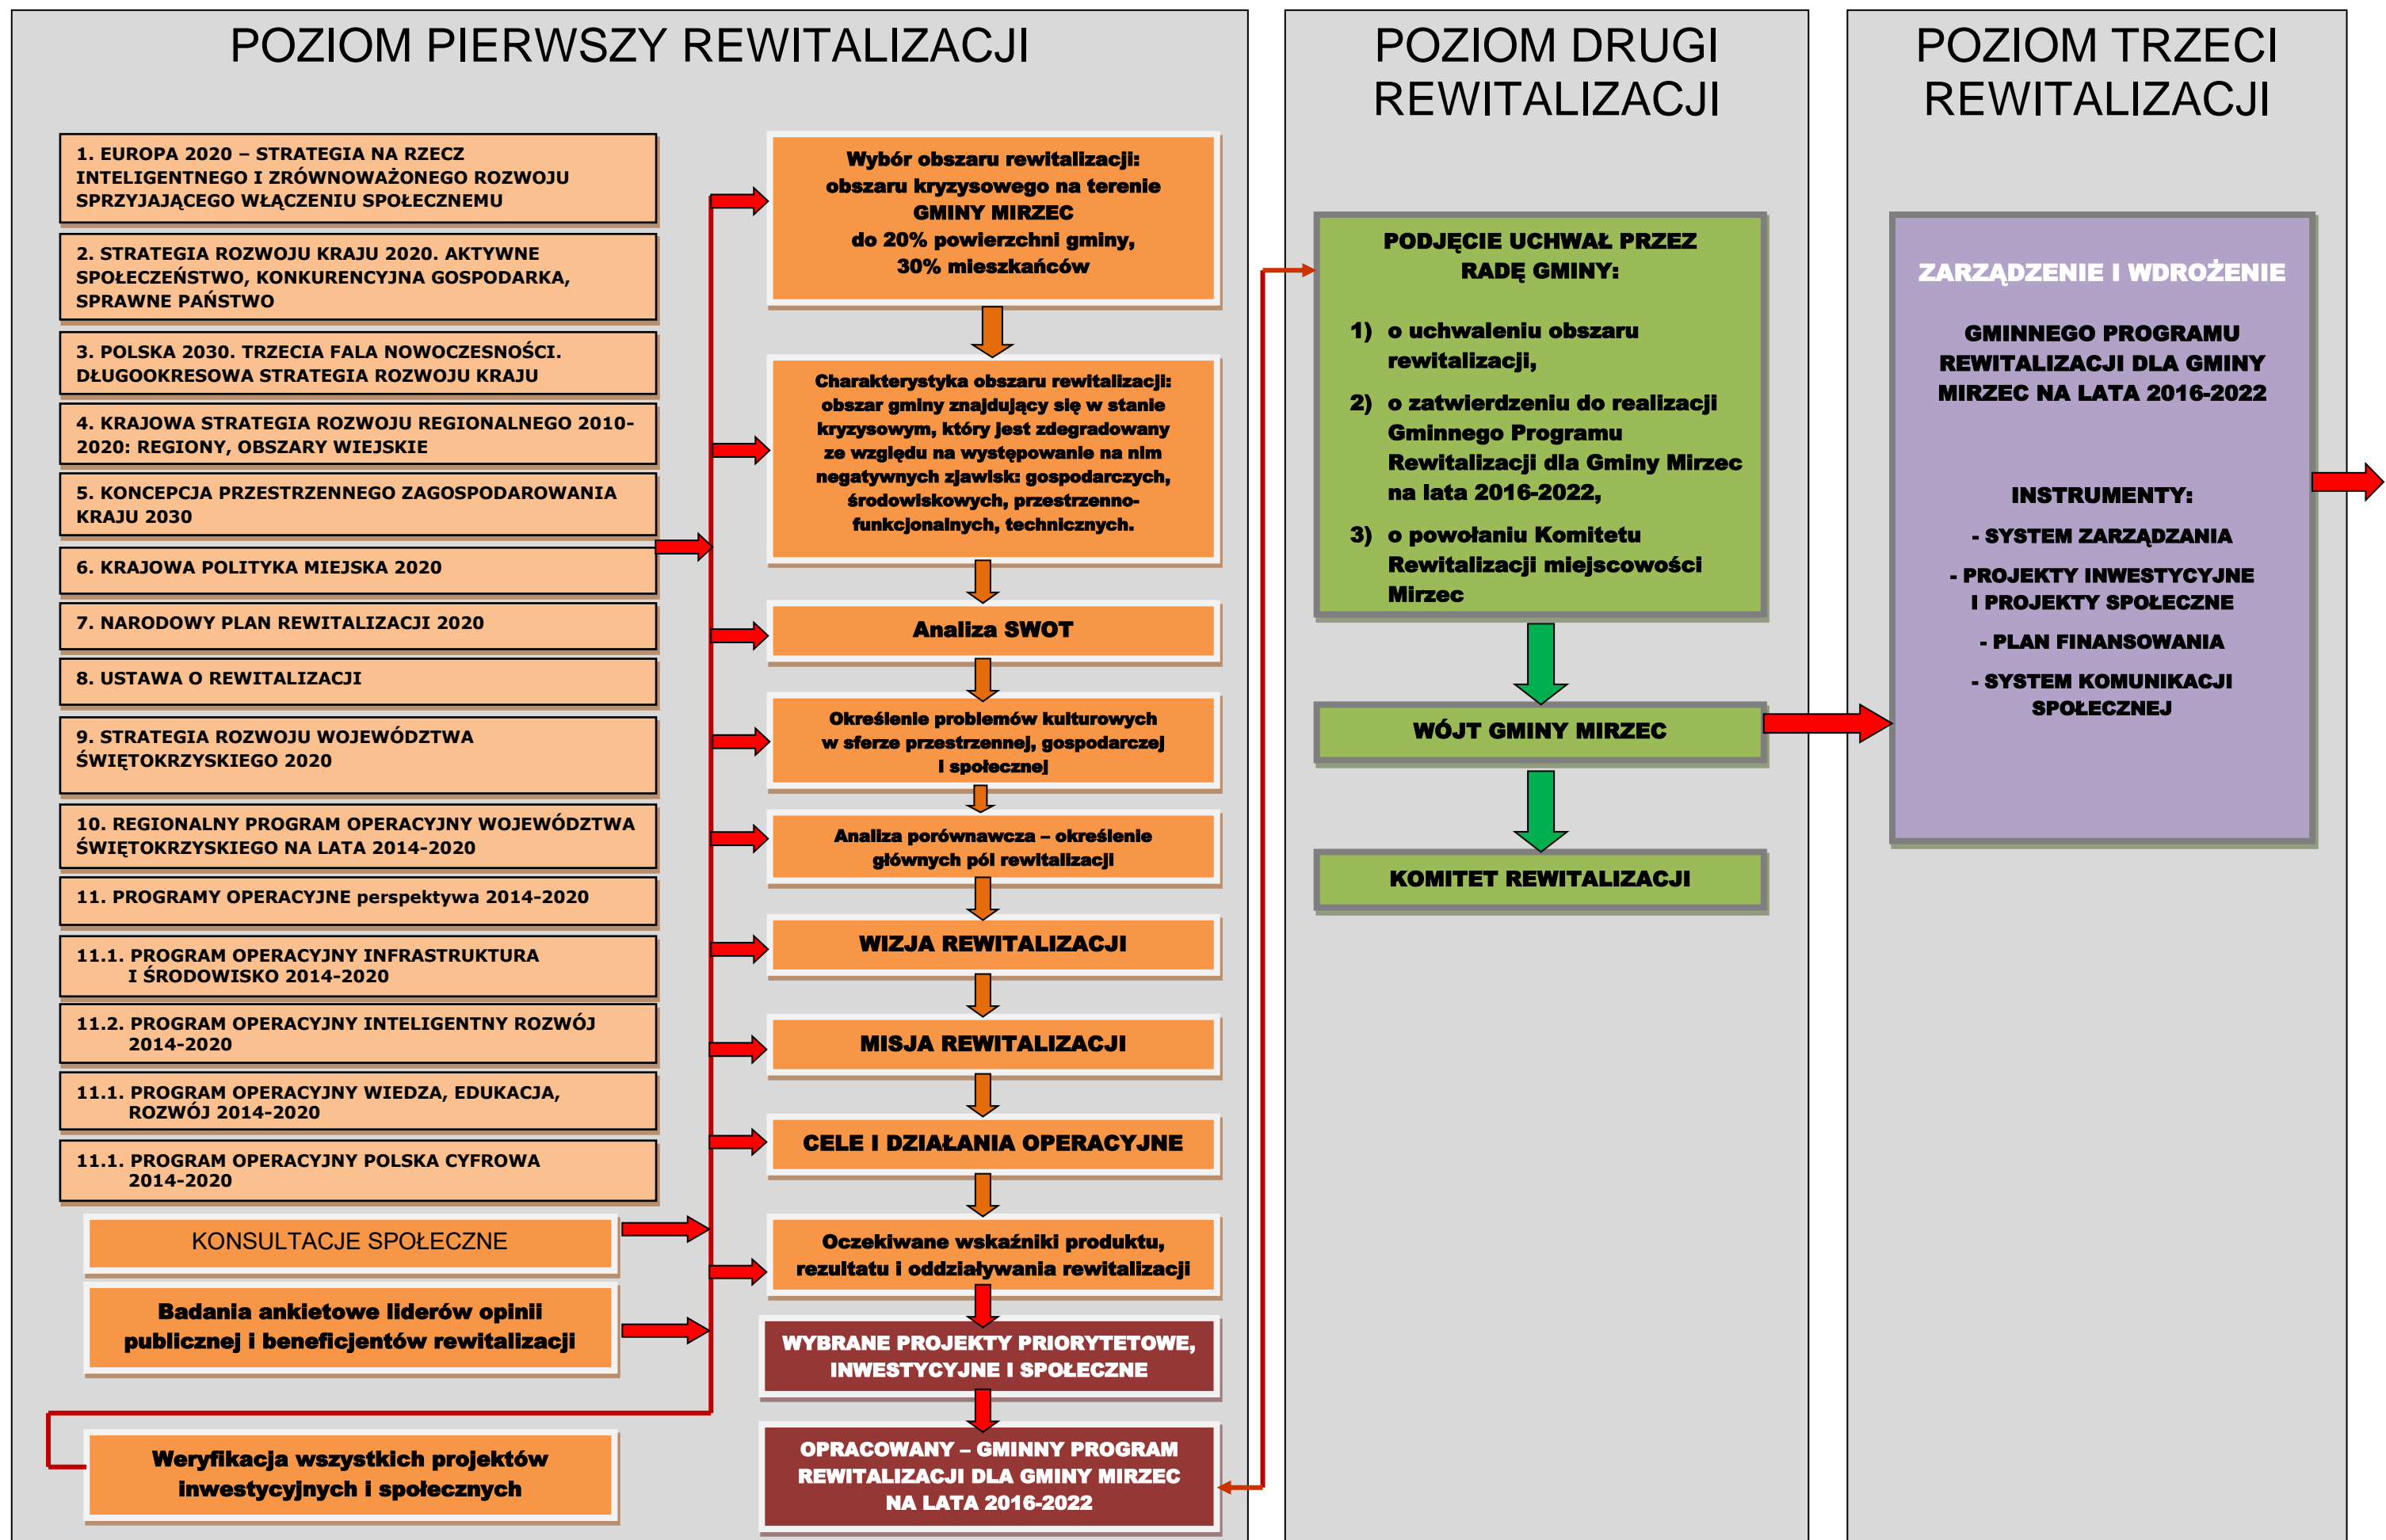 POZIOM PIERWSZY REWITALIZACJI
1. EUROPA 2020 – STRATEGIA NA RZECZ
INTELIGENTNEGO I ZRÓWNOWAŻONEGO ROZWOJU
SPRZYJAJĄCEGO WŁĄCZENIU SPOŁECZNEMU
2. STRATEGIA ROZWOJU KRAJU 2020. AKTYWNE
SPOŁECZEŃSTWO, KONKURENCYJNA GOSPODARKA,
SPRAWNE PAŃSTWO
3. POLSKA 2030. TRZECIA FALA NOWOCZESNOŚCI.
DŁUGOOKRESOWA STRATEGIA ROZWOJU KRAJU
4. KRAJOWA STRATEGIA ROZWOJU REGIONALNEGO 2010-
2020: REGIONY, OBSZARY WIEJSKIE
5. KONCEPCJA PRZESTRZENNEGO ZAGOSPODAROWANIA
KRAJU 2030
6. KRAJOWA POLITYKA MIEJSKA 2020
7. NARODOWY PLAN REWITALIZACJI 2020
8. USTAWA O REWITALIZACJI
9. STRATEGIA ROZWOJU WOJEWÓDZTWA
ŚWIĘTOKRZYSKIEGO 2020
10. REGIONALNY PROGRAM OPERACYJNY WOJEWÓDZTWA
ŚWIĘTOKRZYSKIEGO NA LATA 2014-2020
11. PROGRAMY OPERACYJNE perspektywa 2014-2020
11.1. PROGRAM OPERACYJNY INFRASTRUKTURA
I ŚRODOWISKO 2014-2020
11.2. PROGRAM OPERACYJNY INTELIGENTNY ROZWÓJ
2014-2020
11.1. PROGRAM OPERACYJNY WIEDZA, EDUKACJA,
ROZWÓJ 2014-2020
11.1. PROGRAM OPERACYJNY POLSKA CYFROWA
2014-2020
KONSULTACJE SPOŁECZNE
Badania ankietowe liderów opinii
publicznej i beneficjentów rewitalizacji
Weryfikacja wszystkich projektów
inwestycyjnych i społecznych
Wybór obszaru rewitalizacji:
obszaru kryzysowego na terenie
GMINY MIRZEC
do 20% powierzchni gminy,
30% mieszkańców
Charakterystyka obszaru rewitalizacji:
obszar gminy znajdujący się w stanie
kryzysowym, który jest zdegradowany
ze względu na występowanie na nim
negatywnych zjawisk: gospodarczych,
środowiskowych, przestrzenno-
funkcjonalnych, technicznych.
Analiza SWOT
Określenie problemów kulturowych
w sferze przestrzennej, gospodarczej
i społecznej
Analiza porównawcza – określenie
głównych pól rewitalizacji
WIZJA REWITALIZACJI
MISJA REWITALIZACJI
CELE I DZIAŁANIA OPERACYJNE
Oczekiwane wskaźniki produktu,
rezultatu i oddziaływania rewitalizacji
WYBRANE PROJEKTY PRIORYTETOWE,
INWESTYCYJNE I SPOŁECZNE
OPRACOWANY – GMINNY PROGRAM
REWITALIZACJI DLA GMINY MIRZEC
NA LATA 2016-2022
POZIOM DRUGI
REWITALIZACJI
PODJĘCIE UCHWAŁ PRZEZ
RADĘ GMINY:
1) o uchwaleniu obszaru
rewitalizacji,
2) o zatwierdzeniu do realizacji
Gminnego Programu
Rewitalizacji dla Gminy Mirzec
na lata 2016-2022,
3) o powołaniu Komitetu
Rewitalizacji miejscowości
Mirzec
WÓJT GMINY MIRZEC
KOMITET REWITALIZACJI
POZIOM TRZECI
REWITALIZACJI
ZARZĄDZENIE I WDROŻENIE
GMINNEGO PROGRAMU
REWITALIZACJI DLA GMINY
MIRZEC NA LATA 2016-2022
INSTRUMENTY:
- SYSTEM ZARZĄDZANIA
- PROJEKTY INWESTYCYJNE
I PROJEKTY SPOŁECZNE
- PLAN FINANSOWANIA
- SYSTEM KOMUNIKACJI
SPOŁECZNEJ